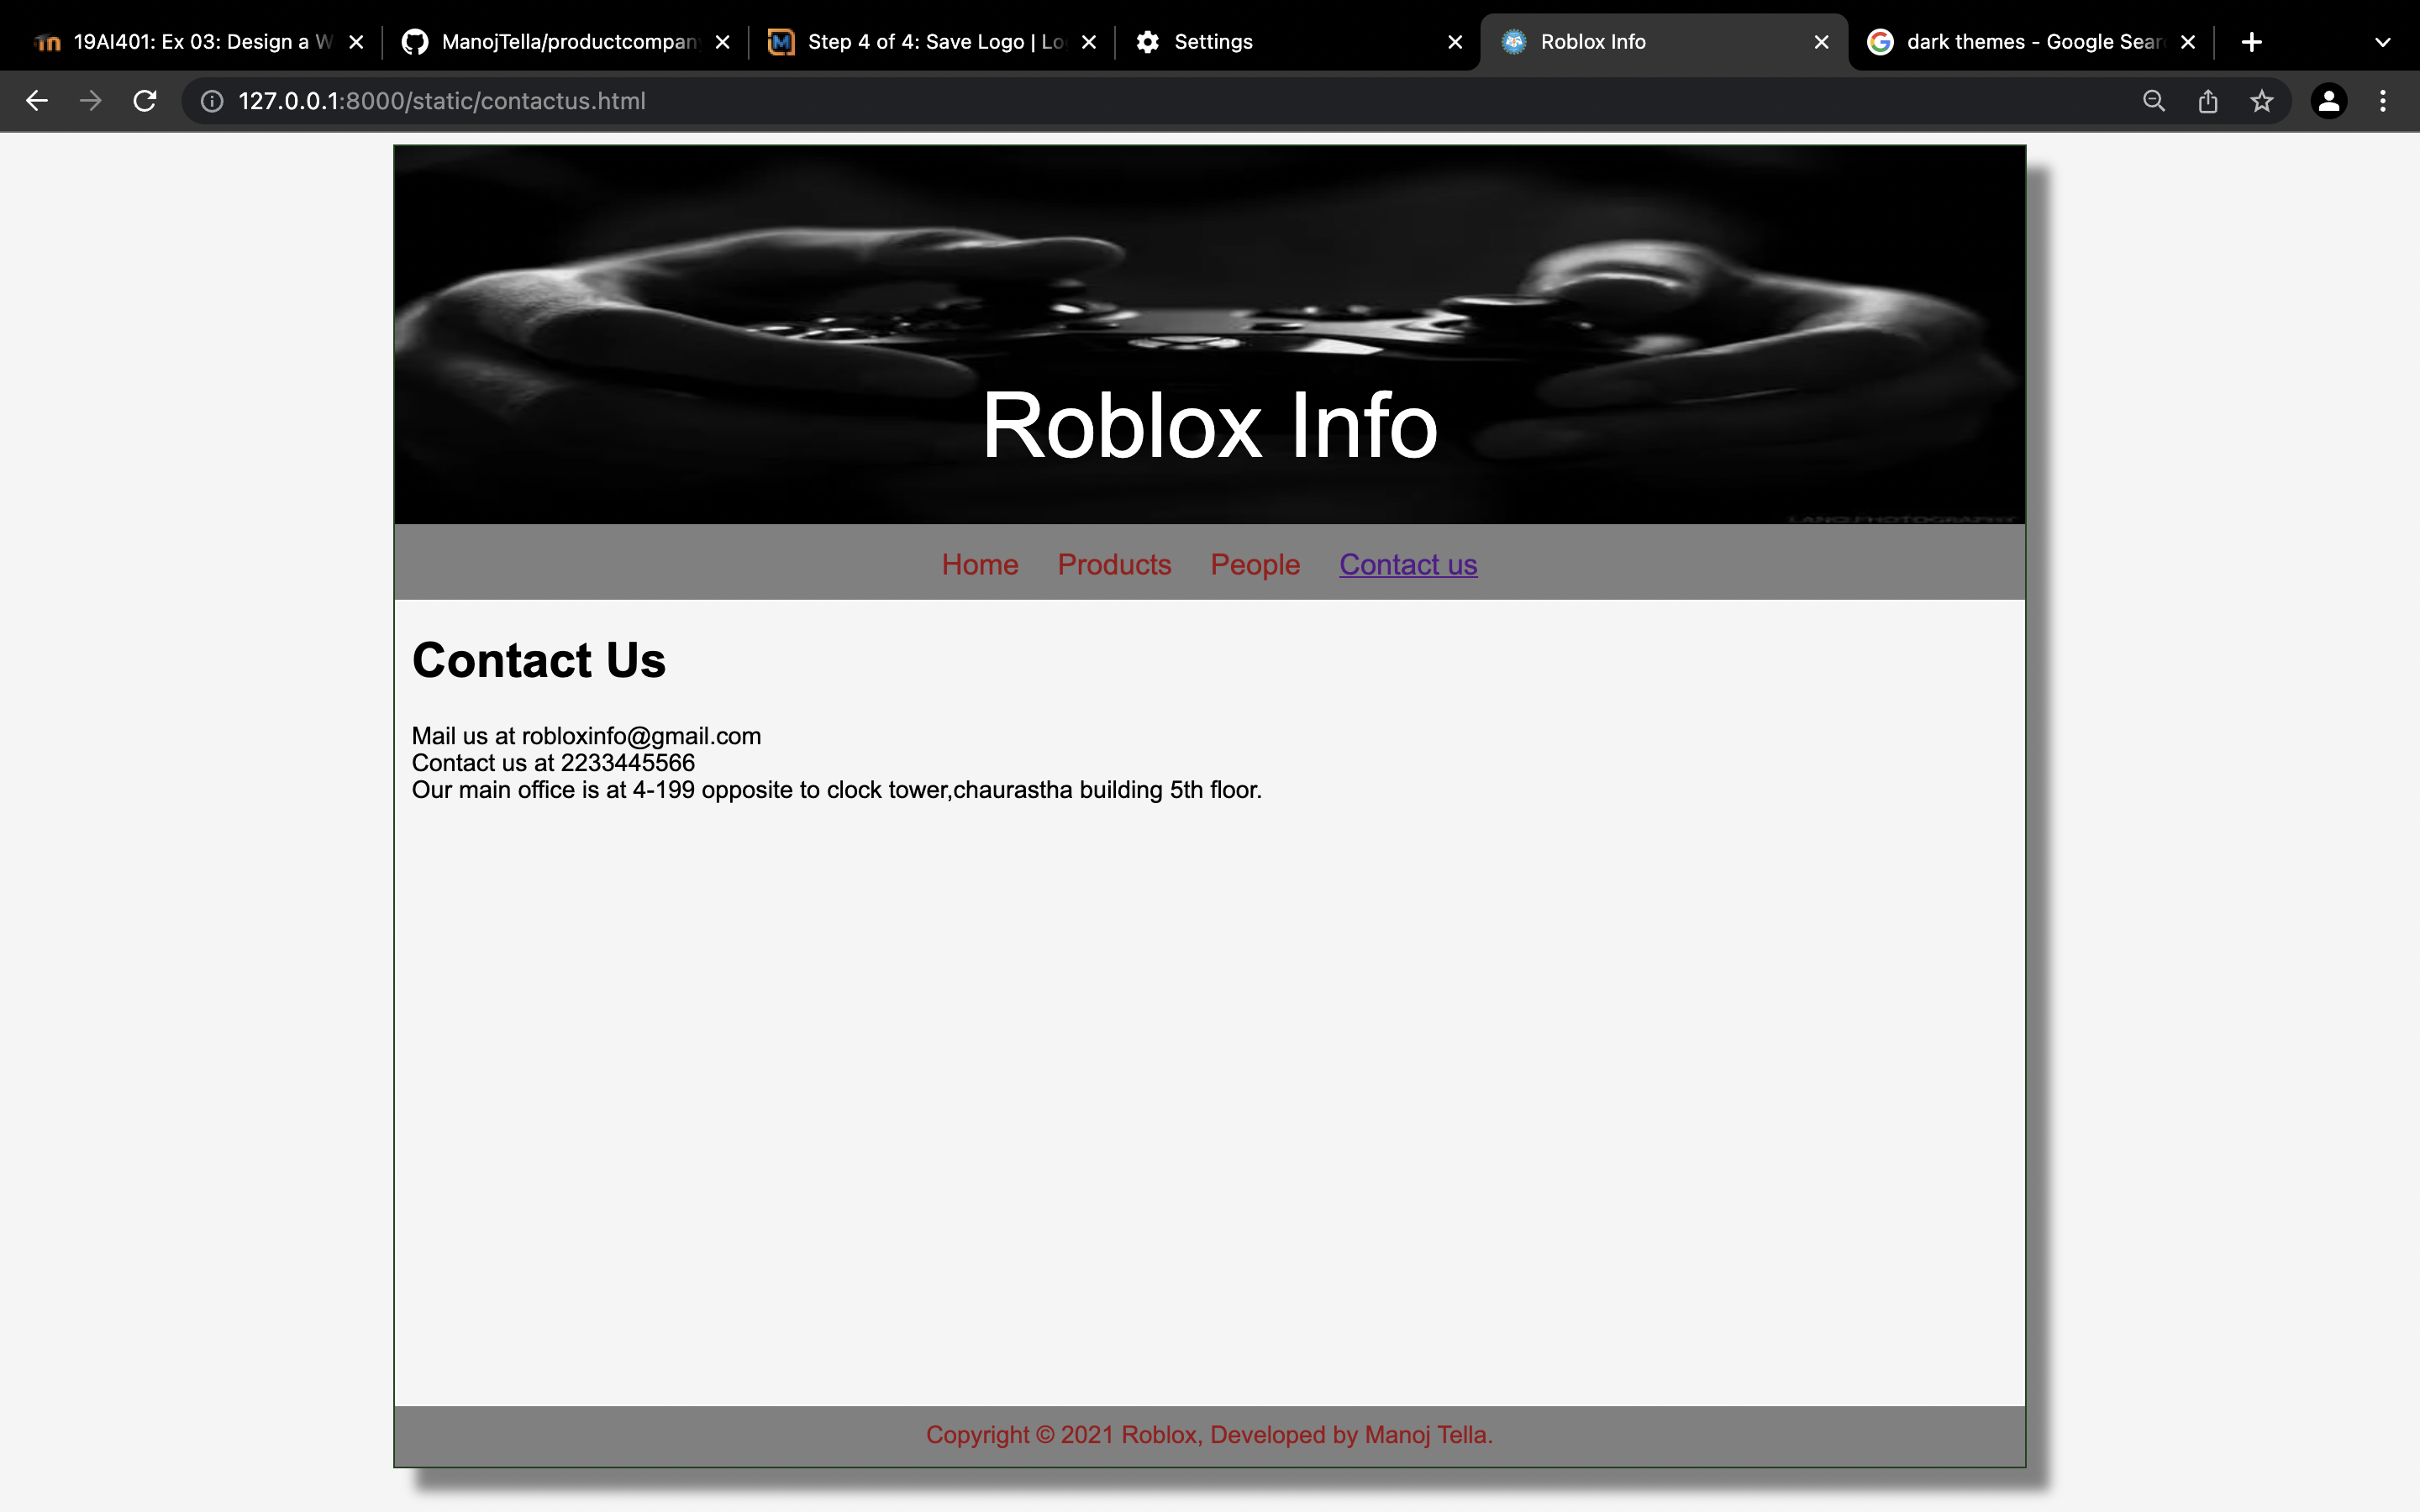 19AI401: Ex 03: Design a W
ManojTella/productcompan
Step 4 of 4: Save Logo | Lo
Settings
Roblox Info
dark themes - Google Sear
127.0.0.1:8000/static/contactus.html
Roblox Info
Home Products People Contact us
Contact Us
Mail us at robloxinfo@gmail.com
Contact us at 2233445566
Our main office is at 4-199 opposite to clock tower,chaurastha building 5th floor.
Copyright © 2021 Roblox, Developed by Manoj Tella.